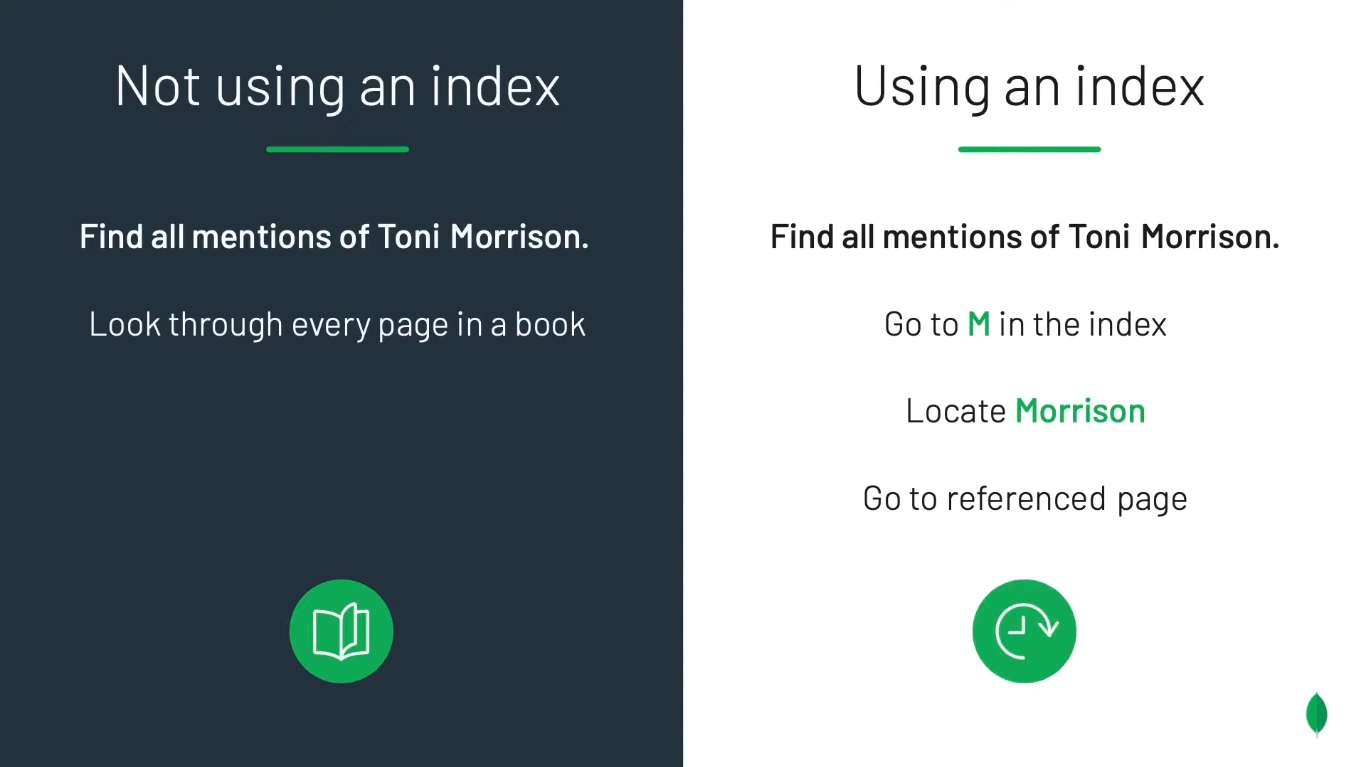 Not using an index
Find all mentions of Toni Morrison.
Look through every page in a book
Using an index
Find all mentions of Toni Morrison.
Go to M in the index
Locate Morrison
Go to referenced page